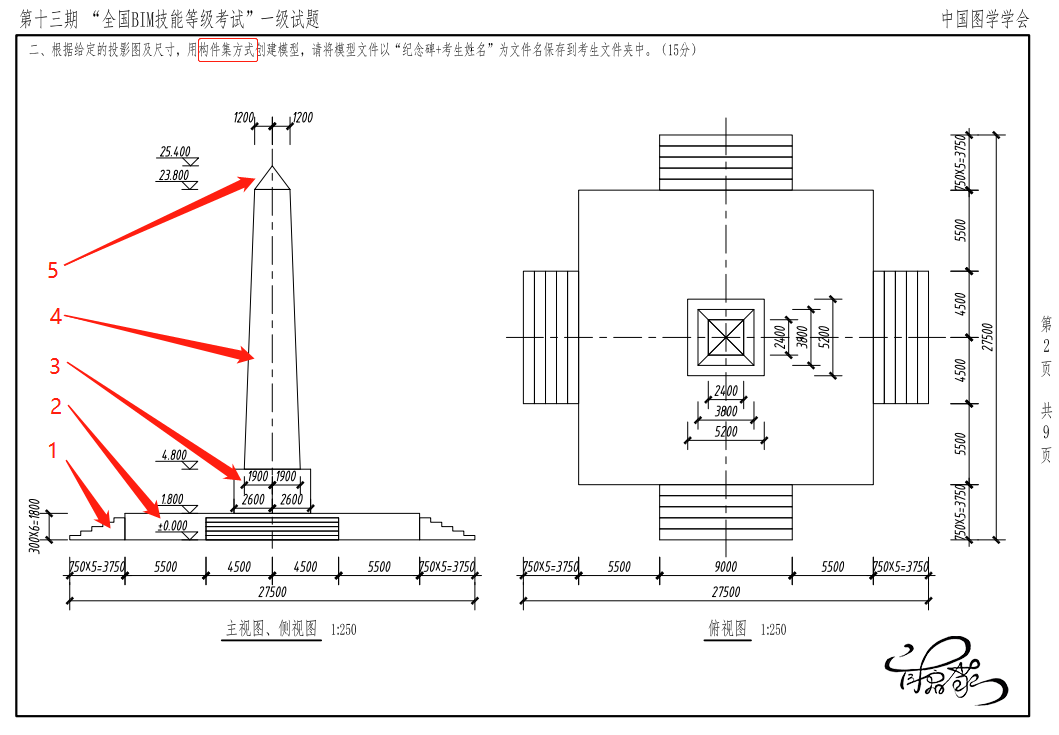 第十三期 “全国BIM技能等级考试”一级试题
中国图学学会
二、根据给定的投影图及尺寸，用构件集方式创建模型，请将模型文件以“纪念碑+考生姓名”为文件名保存到考生文件夹中。（15分）
1200
1200
25.400
23.800
5
4
3
2
1
4.800
1900
1900
2600
2600
1.800
±0.000
300X6=1800
750X5=3750
5500
4500
4500
5500
750X5=3750
27500
主视图、侧视图 1:250
750X5=3750
5500
4500
4500
5500
750X5=3750
27500
2400
3800
5200
2400
3800
5200
750X5=3750
5500
9000
5500
750X5=3750
27500
俯视图 1:250
第2页 共9页